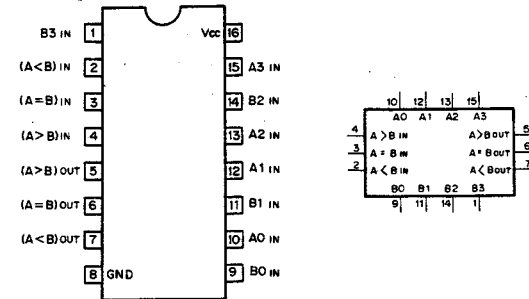 B3 IN 1 Vcc 16
(A<B) IN 2 15 A3 IN
(A=B) IN 3 14 B2 IN
(A>B) IN 4 13 A2 IN
(A>B) OUT 5 12 A1 IN
(A=B) OUT 6 11 B1 IN
(A<B) OUT 7 10 A0 IN
8 GND 9 B0 IN
10 12 13 15
A0 A1 A2 A3
4 A>B IN A>B OUT 5
3 A=B IN A=B OUT 6
2 A<B IN A<B OUT 7
B0 B1 B2 B3
9 11 14 1